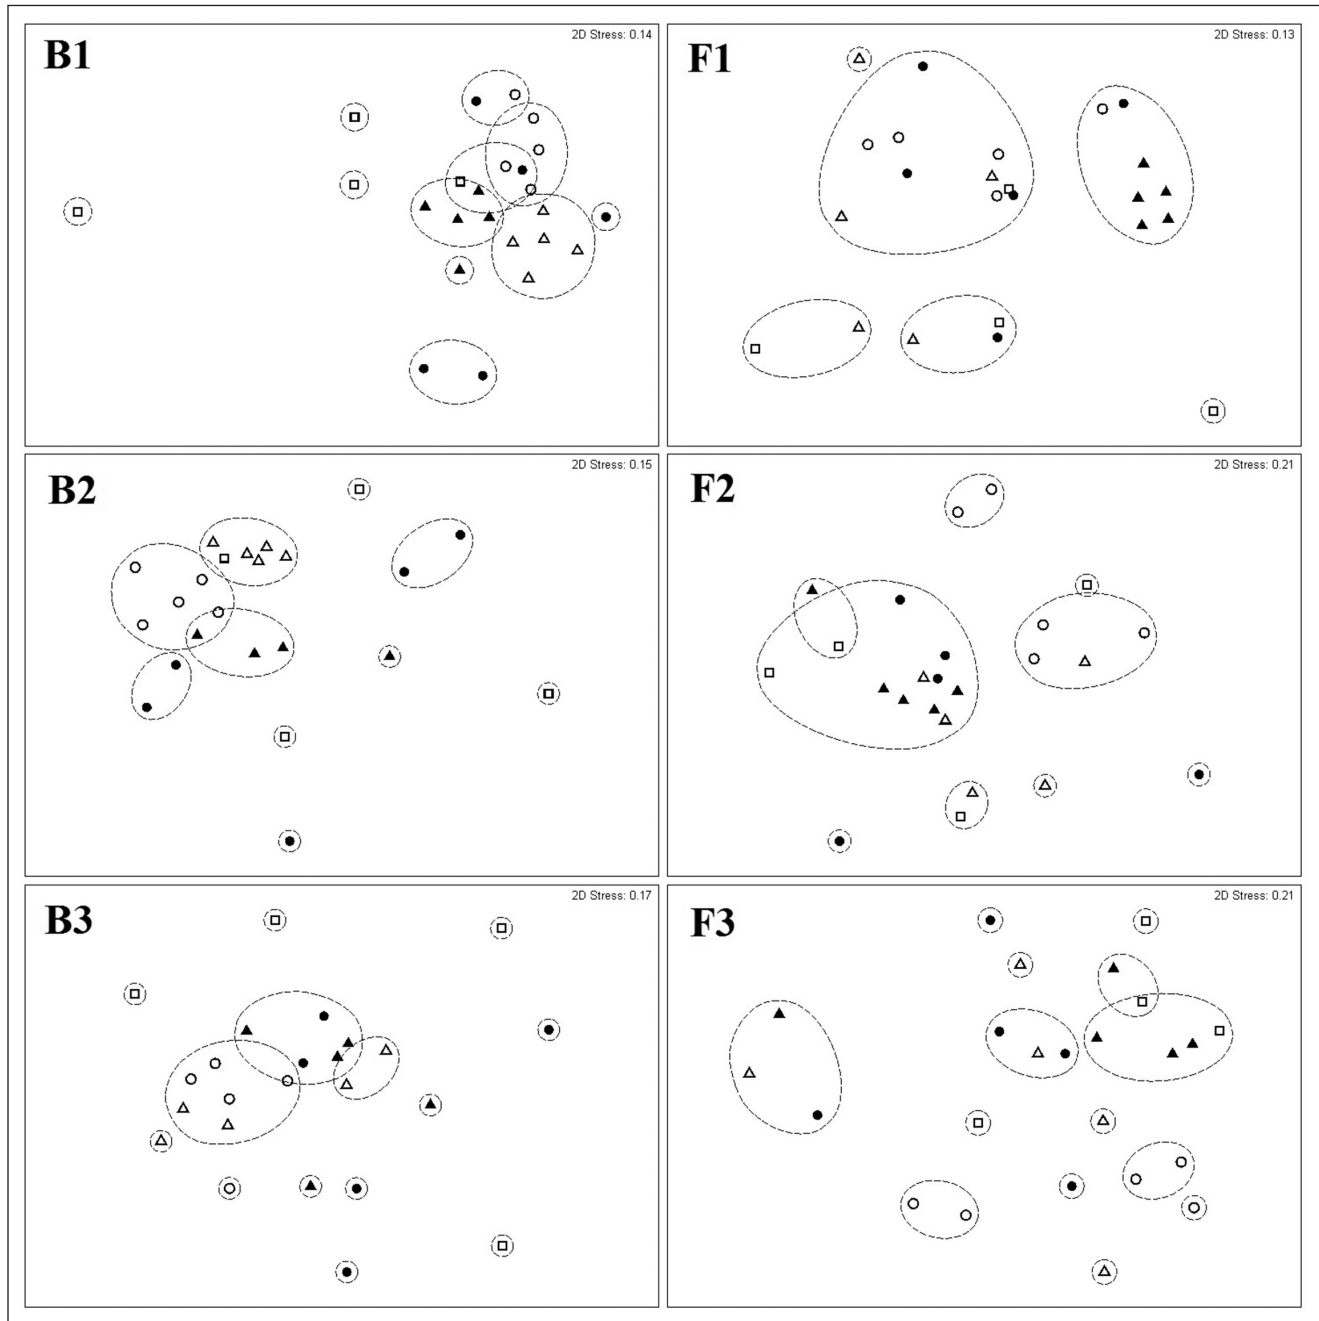 B1
2D Stress: 0.14
F1
2D Stress: 0.13
B2
2D Stress: 0.15
F2
2D Stress: 0.21
B3
2D Stress: 0.17
F3
2D Stress: 0.21